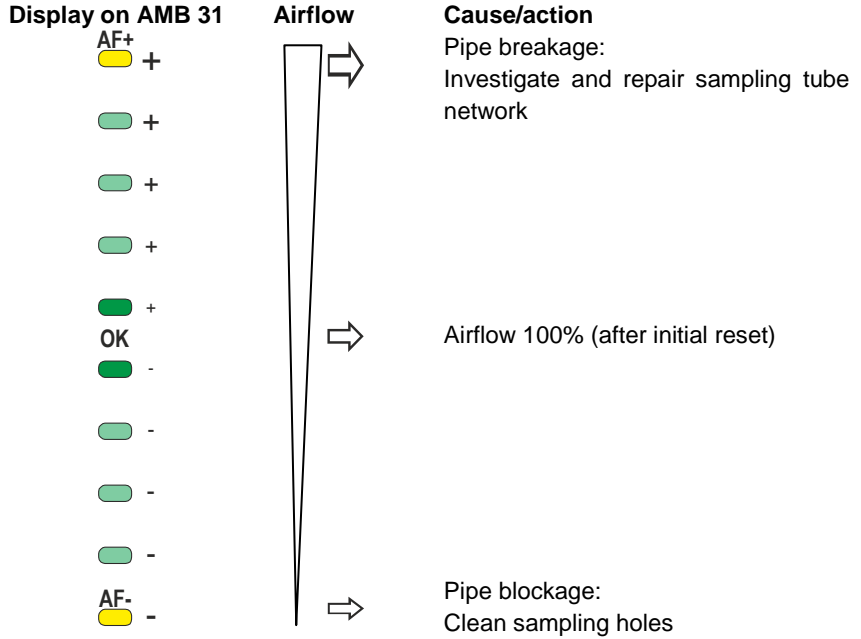 Display on AMB 31 Airflow Cause/action
AF+
+ Pipe breakage:
Investigate and repair sampling tube
network
+
+
+
+
OK Airflow 100% (after initial reset)
-
-
-
-
AF- Pipe blockage:
- Clean sampling holes